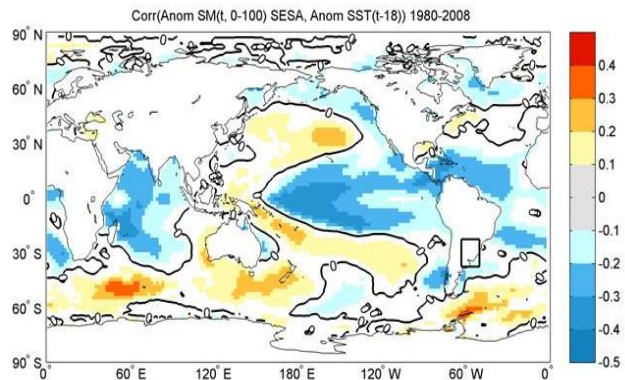 Corr(Anom SM(t, 0-100) SESA, Anom SST(t-18)) 1980-2008
90° N
60° N
30° N
0°
30° S
60° S
90° S
0° 60° E 120° E 180° E 120° W 60° W 0°
0.4
0.3
0.2
0.1
0
-0.1
-0.2
-0.3
-0.4
-0.5